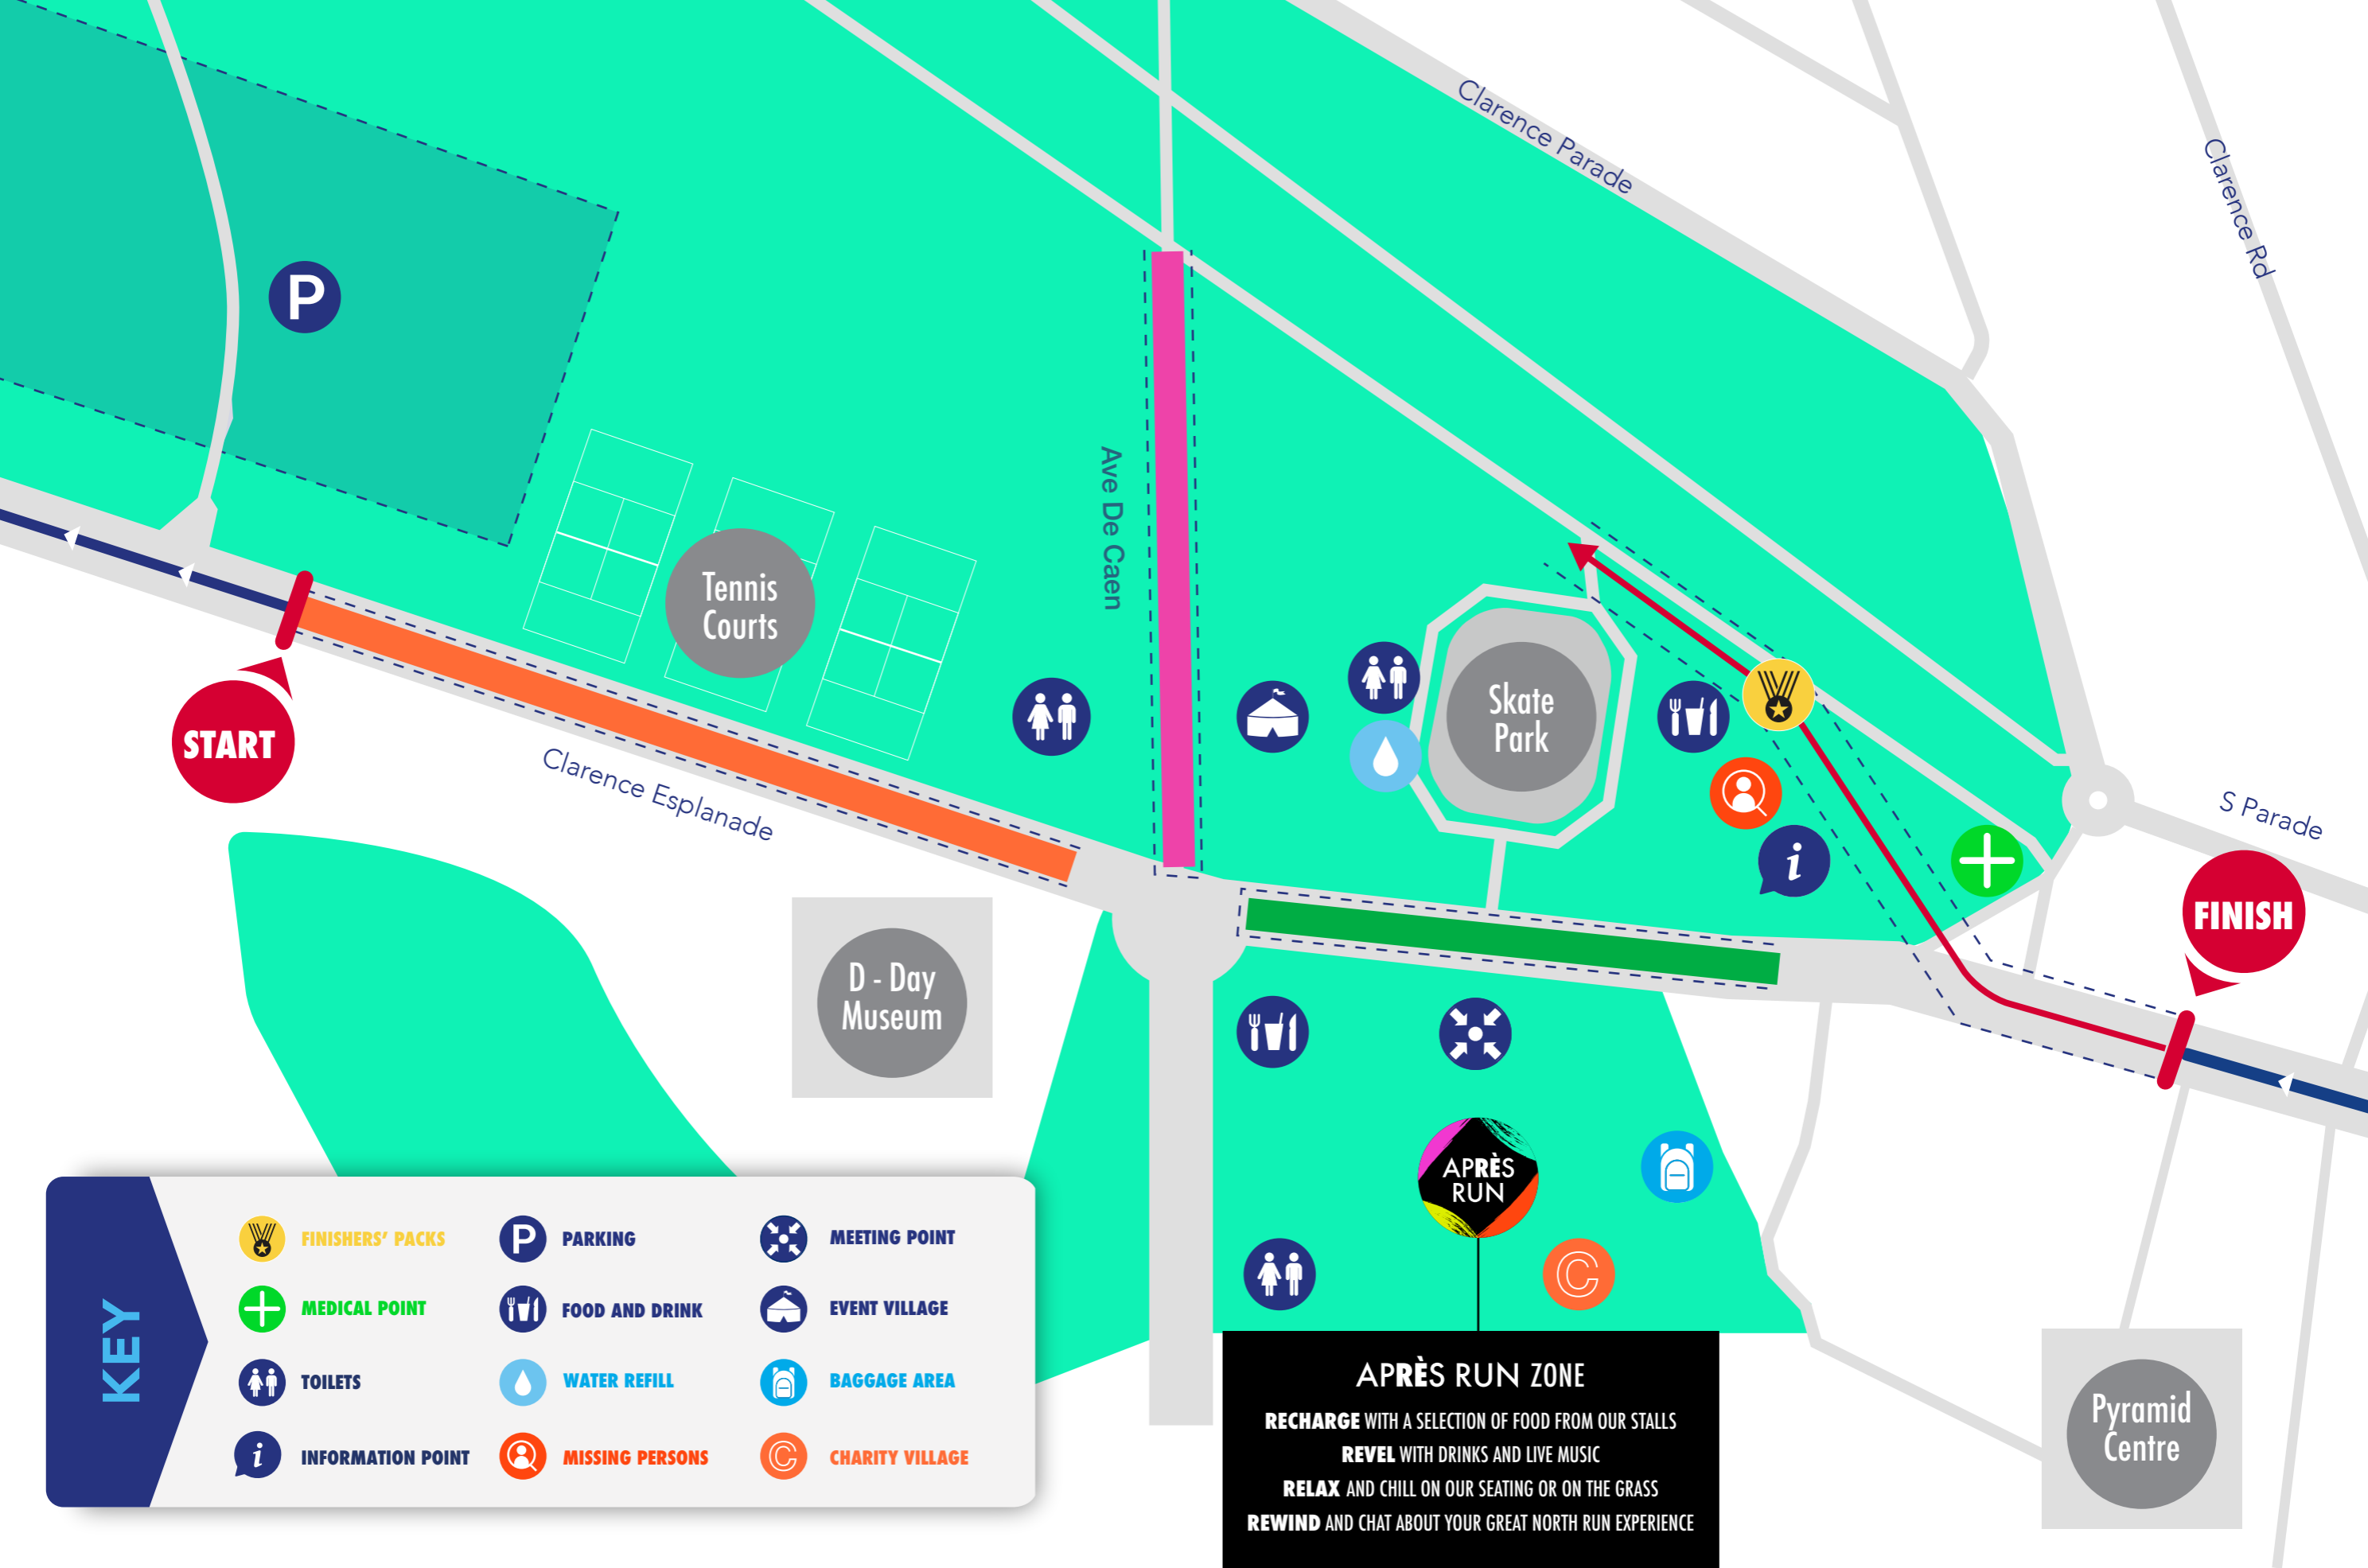 Clarence Parade
Clarence Rd
P
Ave De Caen
Tennis
Courts
Skate
Park
START
Clarence Esplanade
i
S Parade
FINISH
D - Day
Museum
APRÈS
RUN
C
KEY
FINISHERS' PACKS
P
PARKING
MEETING POINT
MEDICAL POINT
FOOD AND DRINK
EVENT VILLAGE
TOILETS
WATER REFILL
BAGGAGE AREA
i
INFORMATION POINT
MISSING PERSONS
C
CHARITY VILLAGE
APRÈS RUN ZONE
RECHARGE WITH A SELECTION OF FOOD FROM OUR STALLS
REVEL WITH DRINKS AND LIVE MUSIC
RELAX AND CHILL ON OUR SEATING OR ON THE GRASS
REWIND AND CHAT ABOUT YOUR GREAT NORTH RUN EXPERIENCE
Pyramid
Centre